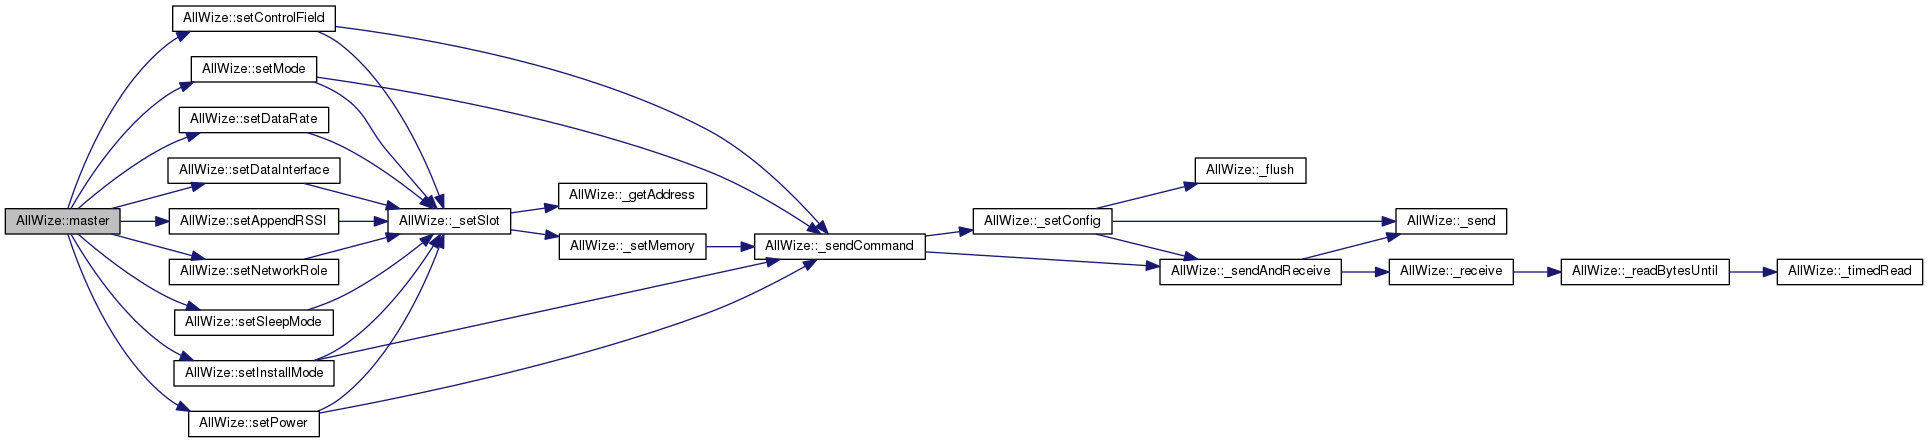 AllWize::master
AllWize::setControlField
AllWize::setMode
AllWize::setDataRate
AllWize::setDataInterface
AllWize::setAppendRSSI
AllWize::setNetworkRole
AllWize::setSleepMode
AllWize::setInstallMode
AllWize::setPower
AllWize::_setSlot
AllWize::_getAddress
AllWize::_setMemory
AllWize::_sendCommand
AllWize::_setConfig
AllWize::_flush
AllWize::_sendAndReceive
AllWize::_send
AllWize::_receive
AllWize::_readBytesUntil
AllWize::_timedRead